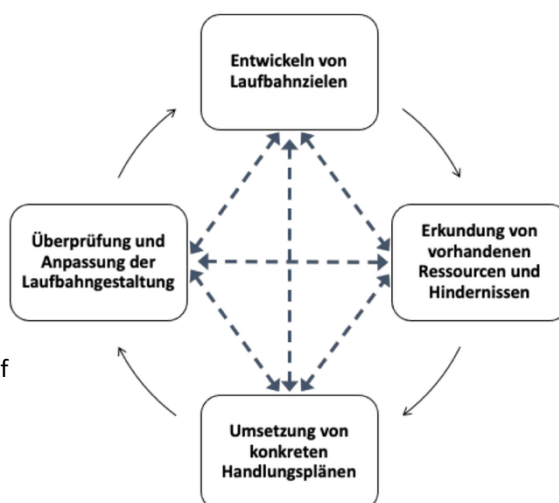 Entwickeln von
Laufbahnzielen
Überprüfung und
Anpassung der
Laufbahngestaltung
Erkundung von
vorhandenen
Ressourcen und
Hindernissen
f
Umsetzung von
konkreten
Handlungsplänen